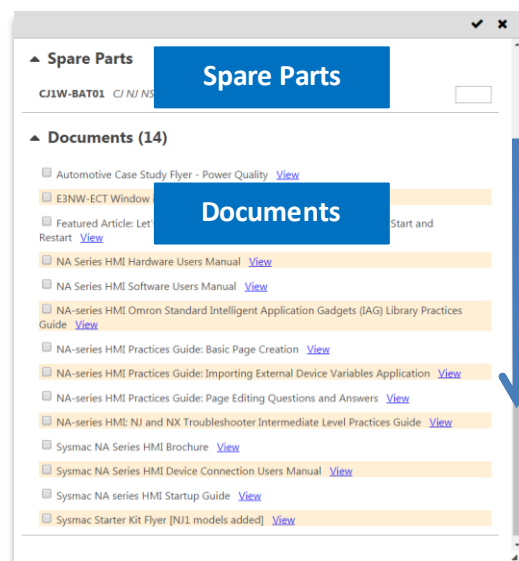 Spare Parts
Spare Parts
CJ1W-BAT01 CJ NJ NS
Documents (14)
Automotive Case Study Flyer - Power Quality View
E3NW-ECT Window
Documents
Featured Article: Let' Start and
Restart View
NA Series HMI Hardware Users Manual View
NA Series HMI Software Users Manual View
NA-series HMI Omron Standard Intelligent Application Gadgets (IAG) Library Practices
Guide View
NA-series HMI Practices Guide: Basic Page Creation View
NA-series HMI Practices Guide: Importing External Device Variables Application View
NA-series HMI Practices Guide: Page Editing Questions and Answers View
NA-series HMI: NJ and NX Troubleshooter Intermediate Level Practices Guide View
Sysmac NA Series HMI Brochure View
Sysmac NA Series HMI Device Connection Users Manual View
Sysmac NA series HMI Startup Guide View
Sysmac Starter Kit Flyer [NJ1 models added] View